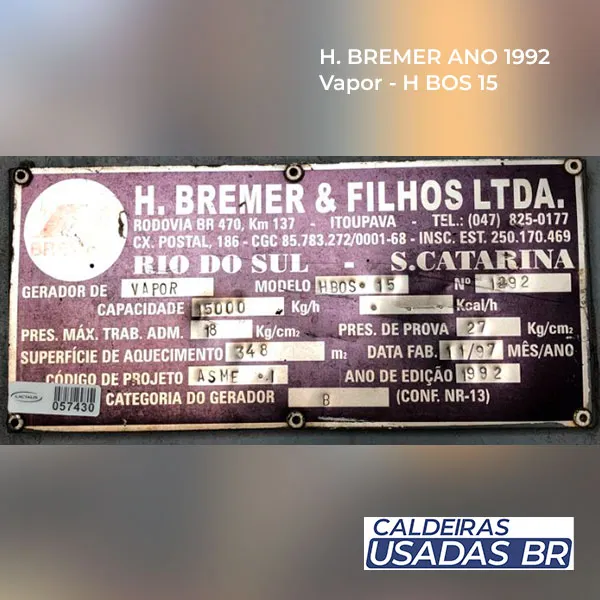 H. BREMER ANO 1992
Vapor - H BOS 15
H. BREMER & FILHOS LTDA.
RODOVIA BR 470, Km 137 - ITOUPAVA - TEL.: (047) 825-0177
CX. POSTAL, 186 - CGC 85.783.272/0001-68 - INSC. EST. 250.170.469
RIO DO SUL - S.CATARINA
GERADOR DE VAPOR MODELO HBOS 15 Nº 1292
CAPACIDADE 15000 Kg/h Kcal/h
PRES. MÁX. TRAB. ADM. 18 Kg/cm2 PRES. DE PROVA 27 Kg/cm2
SUPERFÍCIE DE AQUECIMENTO 348 m2 DATA FAB. 11/97 MÊS/ANO
CÓDIGO DE PROJETO ASME I ANO DE EDIÇÃO 1992
CATEGORIA DO GERADOR B (CONF. NR-13)
057430
CALDEIRAS
USADAS BR